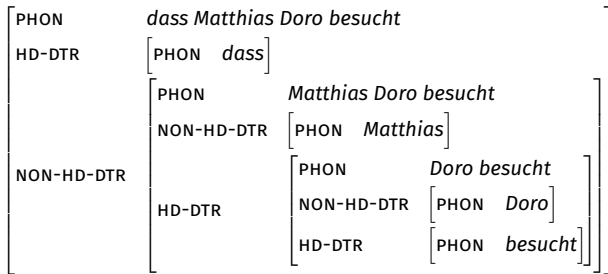 PHON dass Matthias Doro besucht
HD-DTR [PHON dass]
PHON Matthias Doro besucht
NON-HD-DTR [PHON Matthias]
NON-HD-DTR
PHON Doro besucht
HD-DTR NON-HD-DTR [PHON Doro]
HD-DTR [PHON besucht]